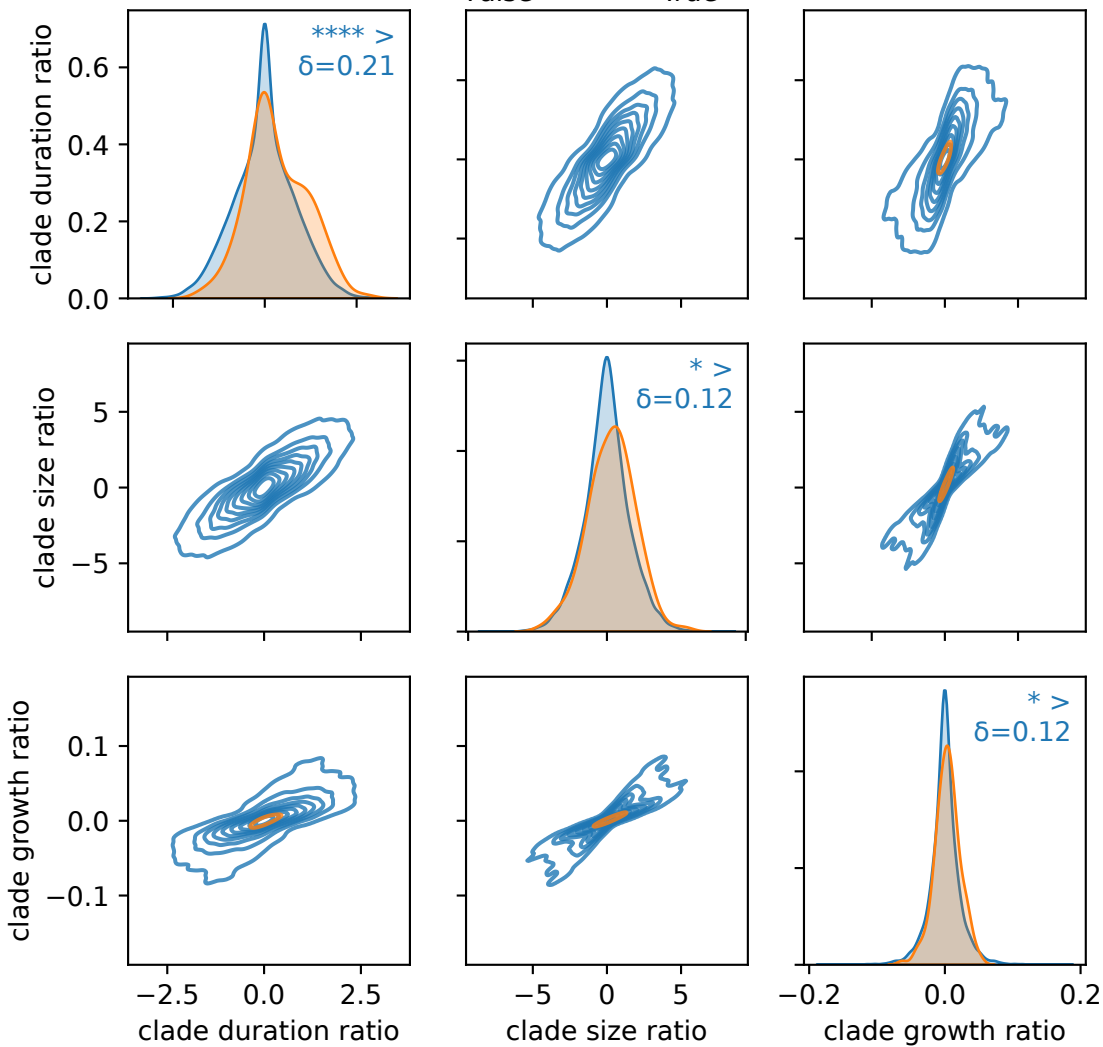 clade duration ratio
0.6
0.4
0.2
0.0
**** >
δ=0.21
clade size ratio
5
0
−5
* >
δ=0.12
clade growth ratio
0.1
0.0
−0.1
* >
δ=0.12
−2.5 0.0 2.5
clade duration ratio
−5 0 5
clade size ratio
−0.2 0.0 0.2
clade growth ratio